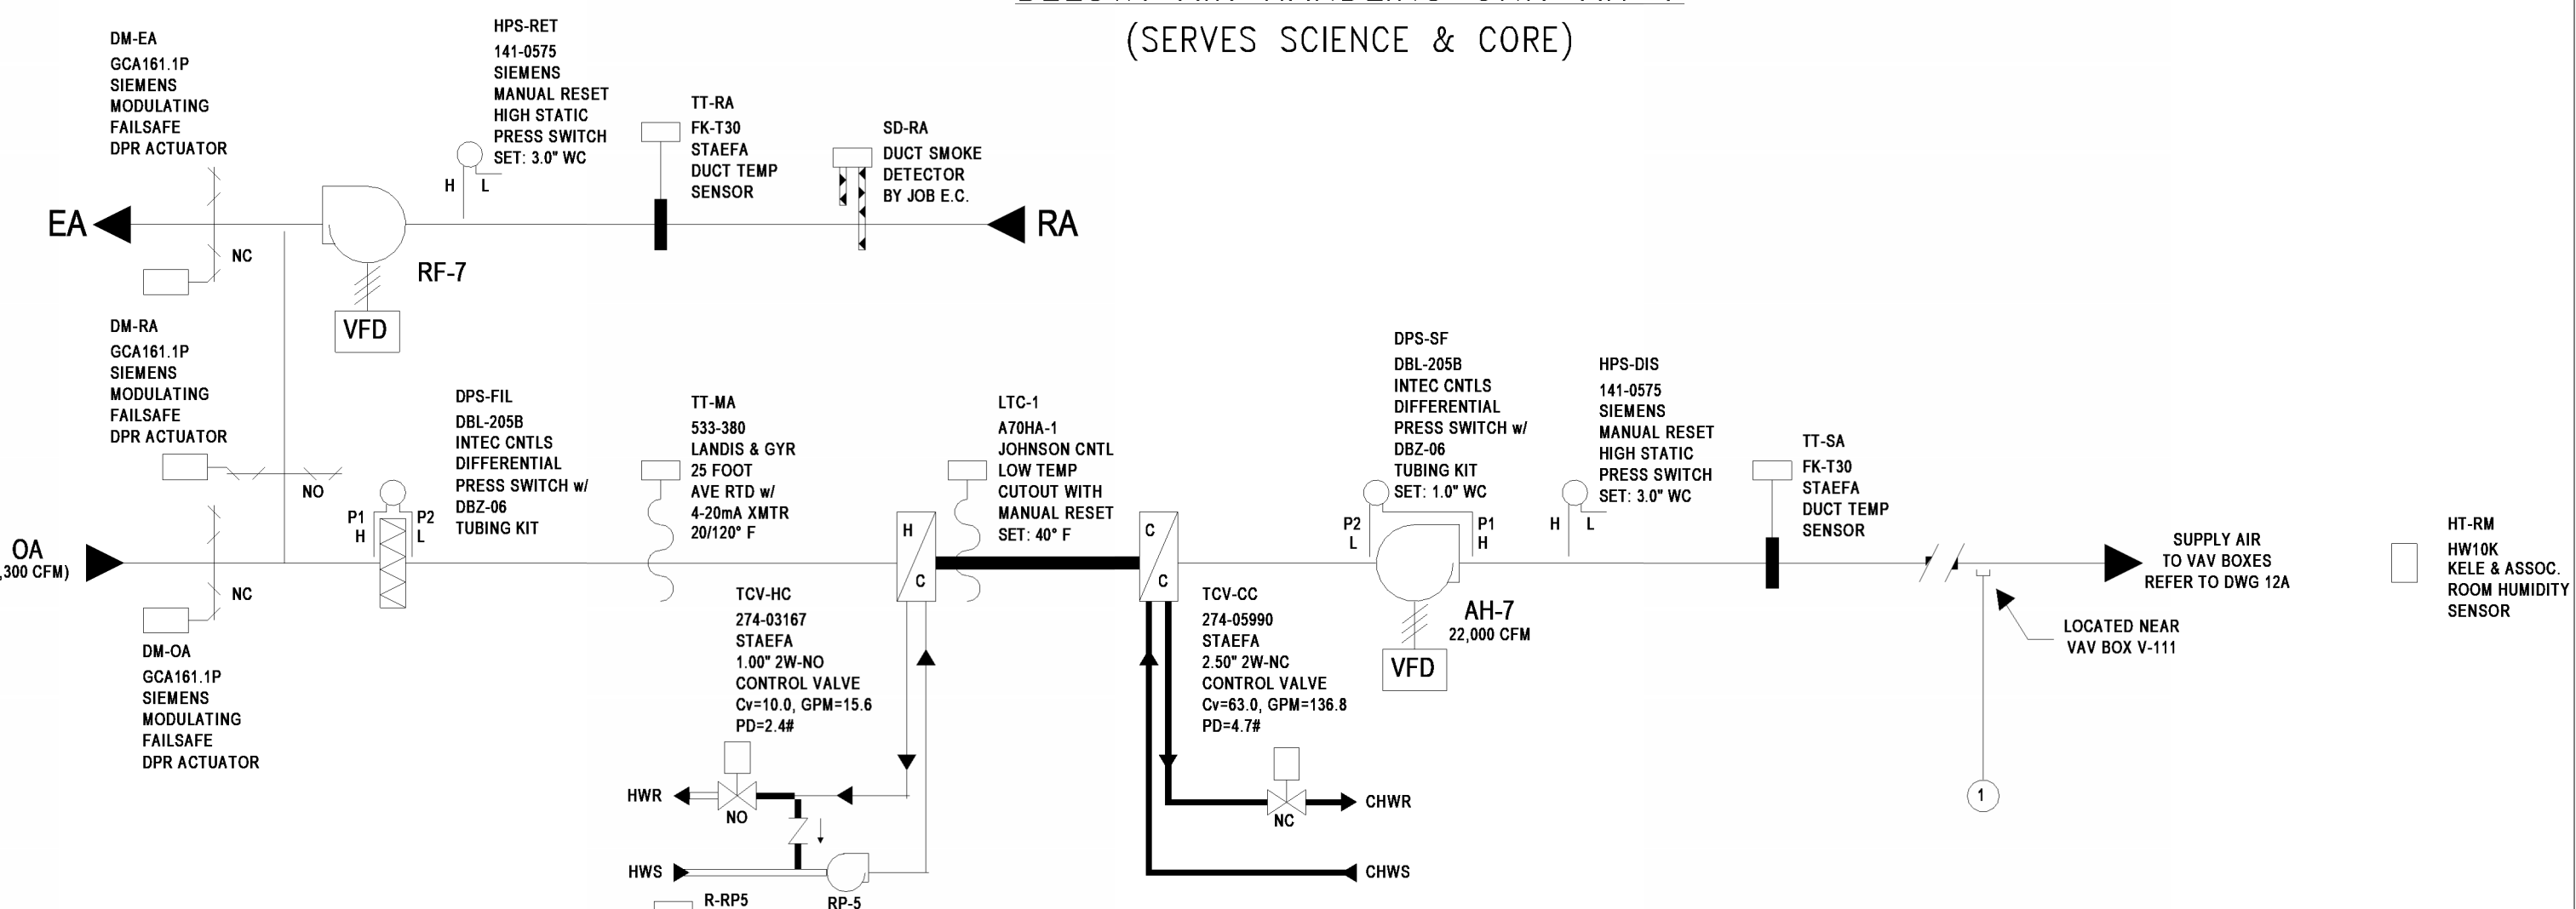 (SERVES SCIENCE & CORE)
DM-EA
GCA161.1P
SIEMENS
MODULATING
FAILSAFE
DPR ACTUATOR
HPS-RET
141-0575
SIEMENS
MANUAL RESET
HIGH STATIC
PRESS SWITCH
SET: 3.0" WC
H L
TT-RA
FK-T30
STAEFA
DUCT TEMP
SENSOR
SD-RA
DUCT SMOKE
DETECTOR
BY JOB E.C.
EA
RA
NC
RF-7
VFD
DM-RA
GCA161.1P
SIEMENS
MODULATING
FAILSAFE
DPR ACTUATOR
NO
DPS-FIL
DBL-205B
INTEC CNTLS
DIFFERENTIAL
PRESS SWITCH w/
DBZ-06
TUBING KIT
P1 P2
H L
TT-MA
533-380
LANDIS & GYR
25 FOOT
AVE RTD w/
4-20mA XMTR
20/120° F
LTC-1
A70HA-1
JOHNSON CNTL
LOW TEMP
CUTOUT WITH
MANUAL RESET
SET: 40° F
DPS-SF
DBL-205B
INTEC CNTLS
DIFFERENTIAL
PRESS SWITCH w/
DBZ-06
TUBING KIT
SET: 1.0" WC
P2 P1
L H
HPS-DIS
141-0575
SIEMENS
MANUAL RESET
HIGH STATIC
PRESS SWITCH
SET: 3.0" WC
H L
TT-SA
FK-T30
STAEFA
DUCT TEMP
SENSOR
SUPPLY AIR
TO VAV BOXES
REFER TO DWG 12A
HT-RM
HW10K
KELE & ASSOC.
ROOM HUMIDITY
SENSOR
OA
,300 CFM)
NC
H
C
C
C
AH-7
22,000 CFM
VFD
LOCATED NEAR
VAV BOX V-111
1
DM-OA
GCA161.1P
SIEMENS
MODULATING
FAILSAFE
DPR ACTUATOR
TCV-HC
274-03167
STAEFA
1.00" 2W-NO
CONTROL VALVE
Cv=10.0, GPM=15.6
PD=2.4#
TCV-CC
274-05990
STAEFA
2.50" 2W-NC
CONTROL VALVE
Cv=63.0, GPM=136.8
PD=4.7#
HWR
NO
CHWR
NC
HWS
CHWS
R-RP5
RP-5